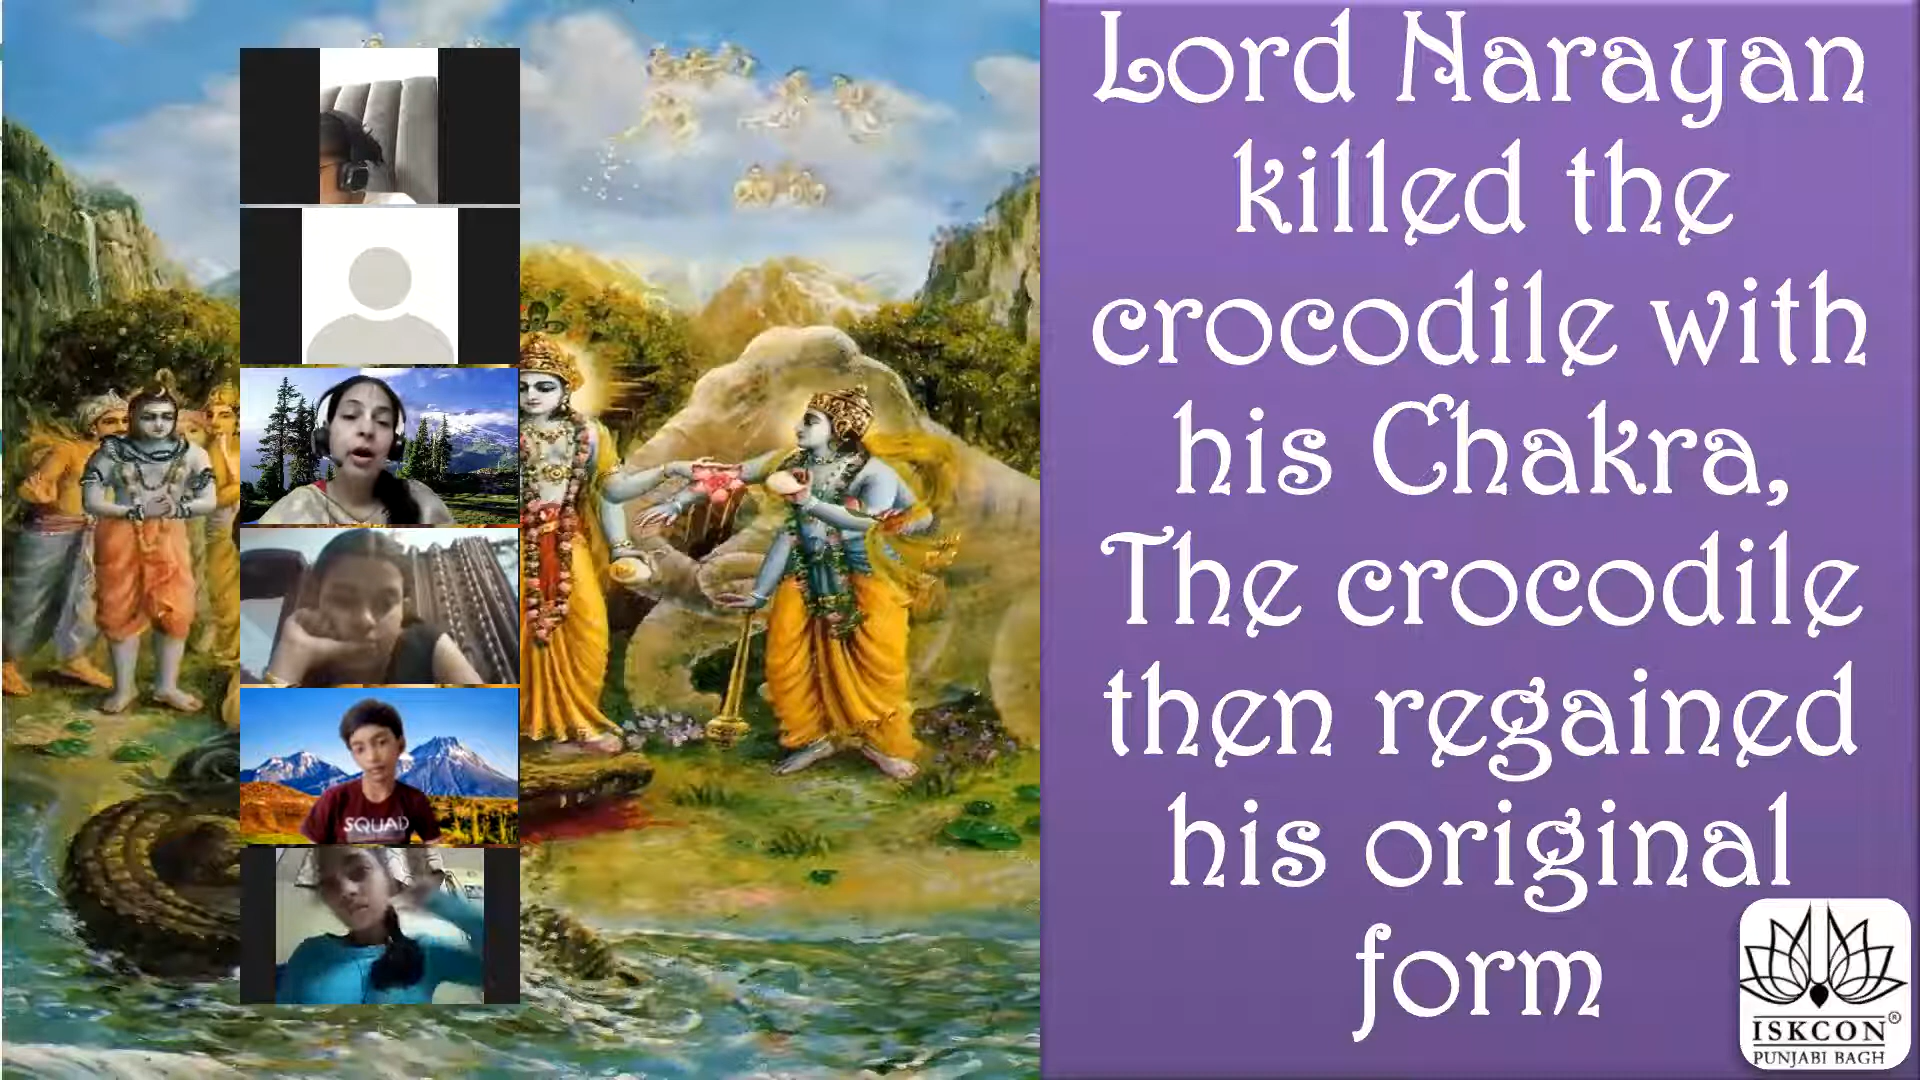 Lord Narayan
killed the
crocodile with
his Chakra,
The crocodile
then regained
his original
form
SQUAD
ISKCON®
PUNJABI BAGH